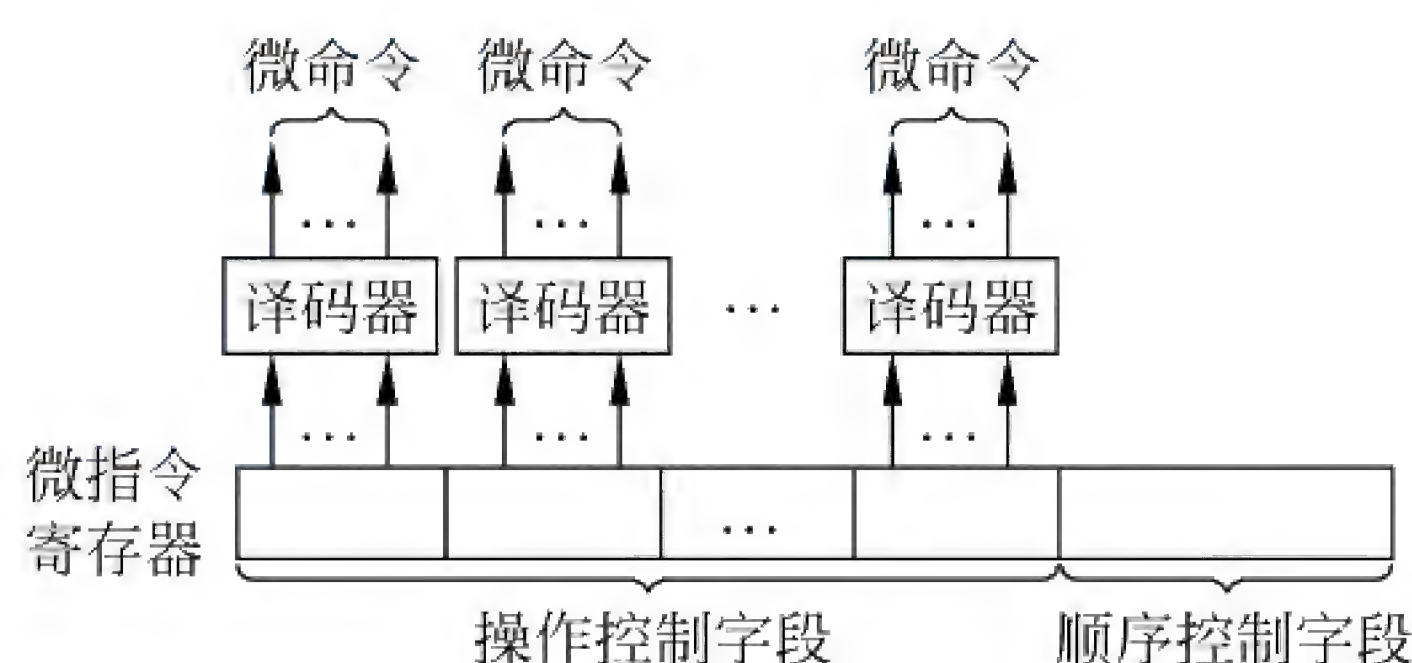 微命令 微命令 微命令
… … …
译码器 译码器 … 译码器
… … …
微指令
寄存器
…
操作控制字段 顺序控制字段